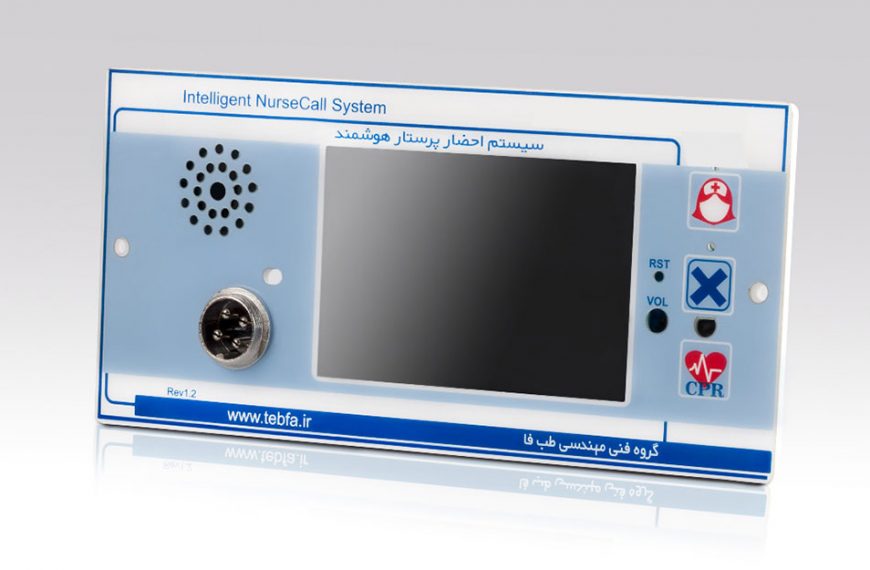 Intelligent NurseCall System
سیستم احضار پرستار هوشمند
RST
VOL
CPR
Rev1.2
www.tebfa.ir
گروه فنی مهندسی طب فا